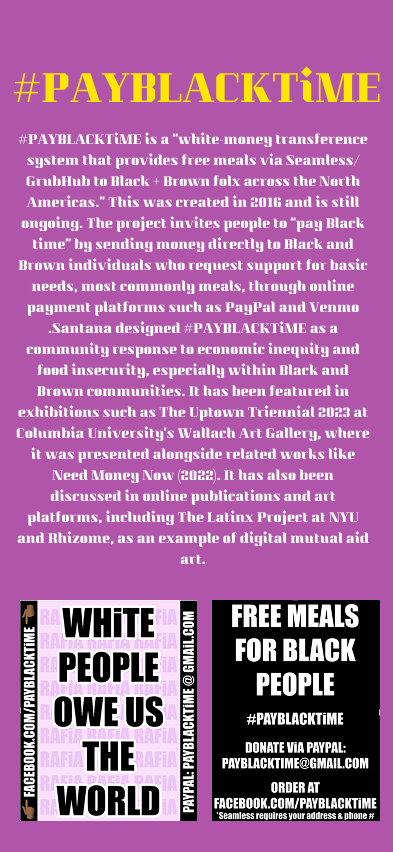 #PAYBLACKTiME
#PAYBLACKTiME is a "white-money transference
system that provides free meals via Seamless/
GrubHub to Black + Brown folx across the North
Americas." This was created in 2016 and is still
ongoing. The project invites people to "pay Black
time" by sending money directly to Black and
Brown individuals who request support for basic
needs, most commonly meals, through online
payment platforms such as PayPal and Venmo
.Santana designed #PAYBLACKTiME as a
community response to economic inequity and
food insecurity, especially within Black and
Brown communities. It has been featured in
exhibitions such as The Uptown Triennial 2023 at
Columbia University's Wallach Art Gallery, where
it was presented alongside related works like
Need Money Now (2022). It has also been
discussed in online publications and art
platforms, including The Latinx Project at NYU
and Rhizome, as an example of digital mutual aid
art.
FACEBOOK.COM/PAYBLACKTiME
WHiTE
PEOPLE
OWE US
THE
WORLD
PAYPAL: PAYBLACKTiME @ GMAIL.COM
FREE MEALS
FOR BLACK
PEOPLE
#PAYBLACKTiME
DONATE ViA PAYPAL:
PAYBLACKTIME@GMAIL.COM
ORDER AT
FACEBOOK.COM/PAYBLACKTiME
*Seamless requires your address & phone #